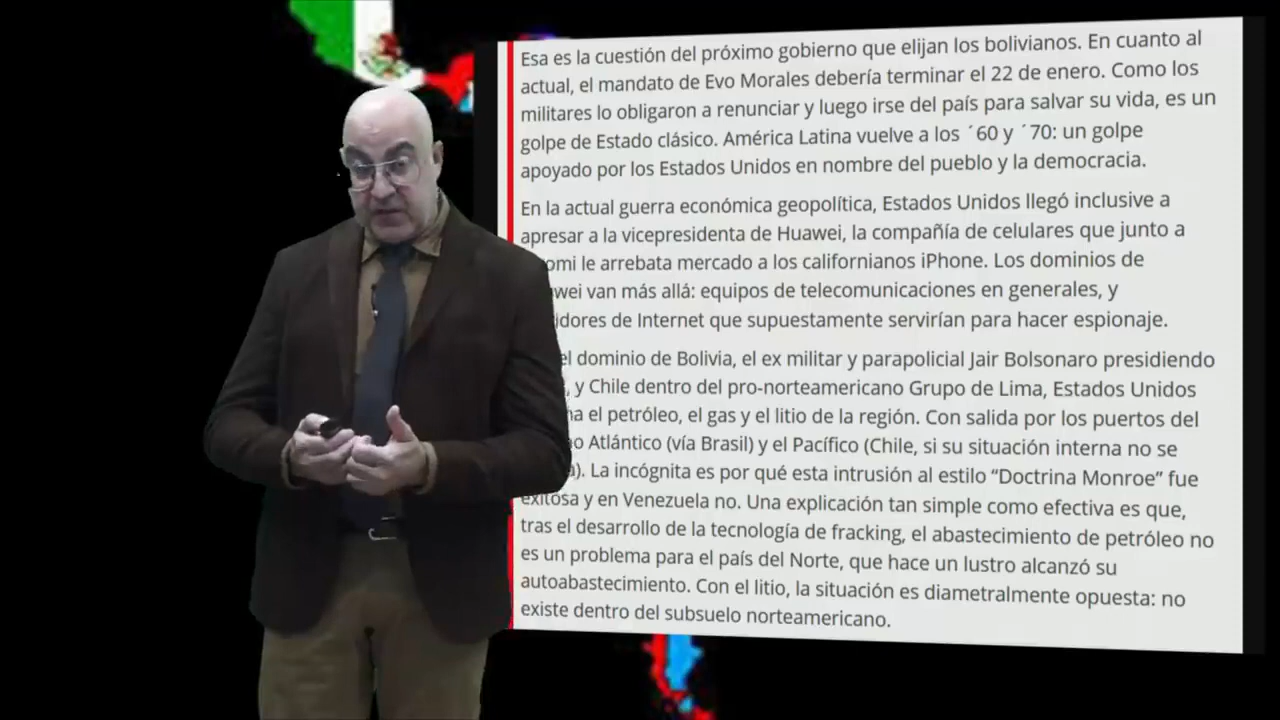 Esa es la cuestión del próximo gobierno que elijan los bolivianos. En cuanto al
actual, el mandato de Evo Morales debería terminar el 22 de enero. Como los
militares lo obligaron a renunciar y luego irse del país para salvar su vida, es un
golpe de Estado clásico. América Latina vuelve a los ´60 y ´70: un golpe
apoyado por los Estados Unidos en nombre del pueblo y la democracia.
En la actual guerra económica geopolítica, Estados Unidos llegó inclusive a
apresar a la vicepresidenta de Huawei, la compañía de celulares que junto a
omi le arrebata mercado a los californianos iPhone. Los dominios de
wei van más allá: equipos de telecomunicaciones en generales, y
idores de Internet que supuestamente servirían para hacer espionaje.
el dominio de Bolivia, el ex militar y parapolicial Jair Bolsonaro presidiendo
, y Chile dentro del pro-norteamericano Grupo de Lima, Estados Unidos
na el petróleo, el gas y el litio de la región. Con salida por los puertos del
no Atlántico (vía Brasil) y el Pacífico (Chile, si su situación interna no se
). La incógnita es por qué esta intrusión al estilo “Doctrina Monroe” fue
exitosa y en Venezuela no. Una explicación tan simple como efectiva es que,
tras el desarrollo de la tecnología de fracking, el abastecimiento de petróleo no
es un problema para el país del Norte, que hace un lustro alcanzó su
autoabastecimiento. Con el litio, la situación es diametralmente opuesta: no
existe dentro del subsuelo norteamericano.